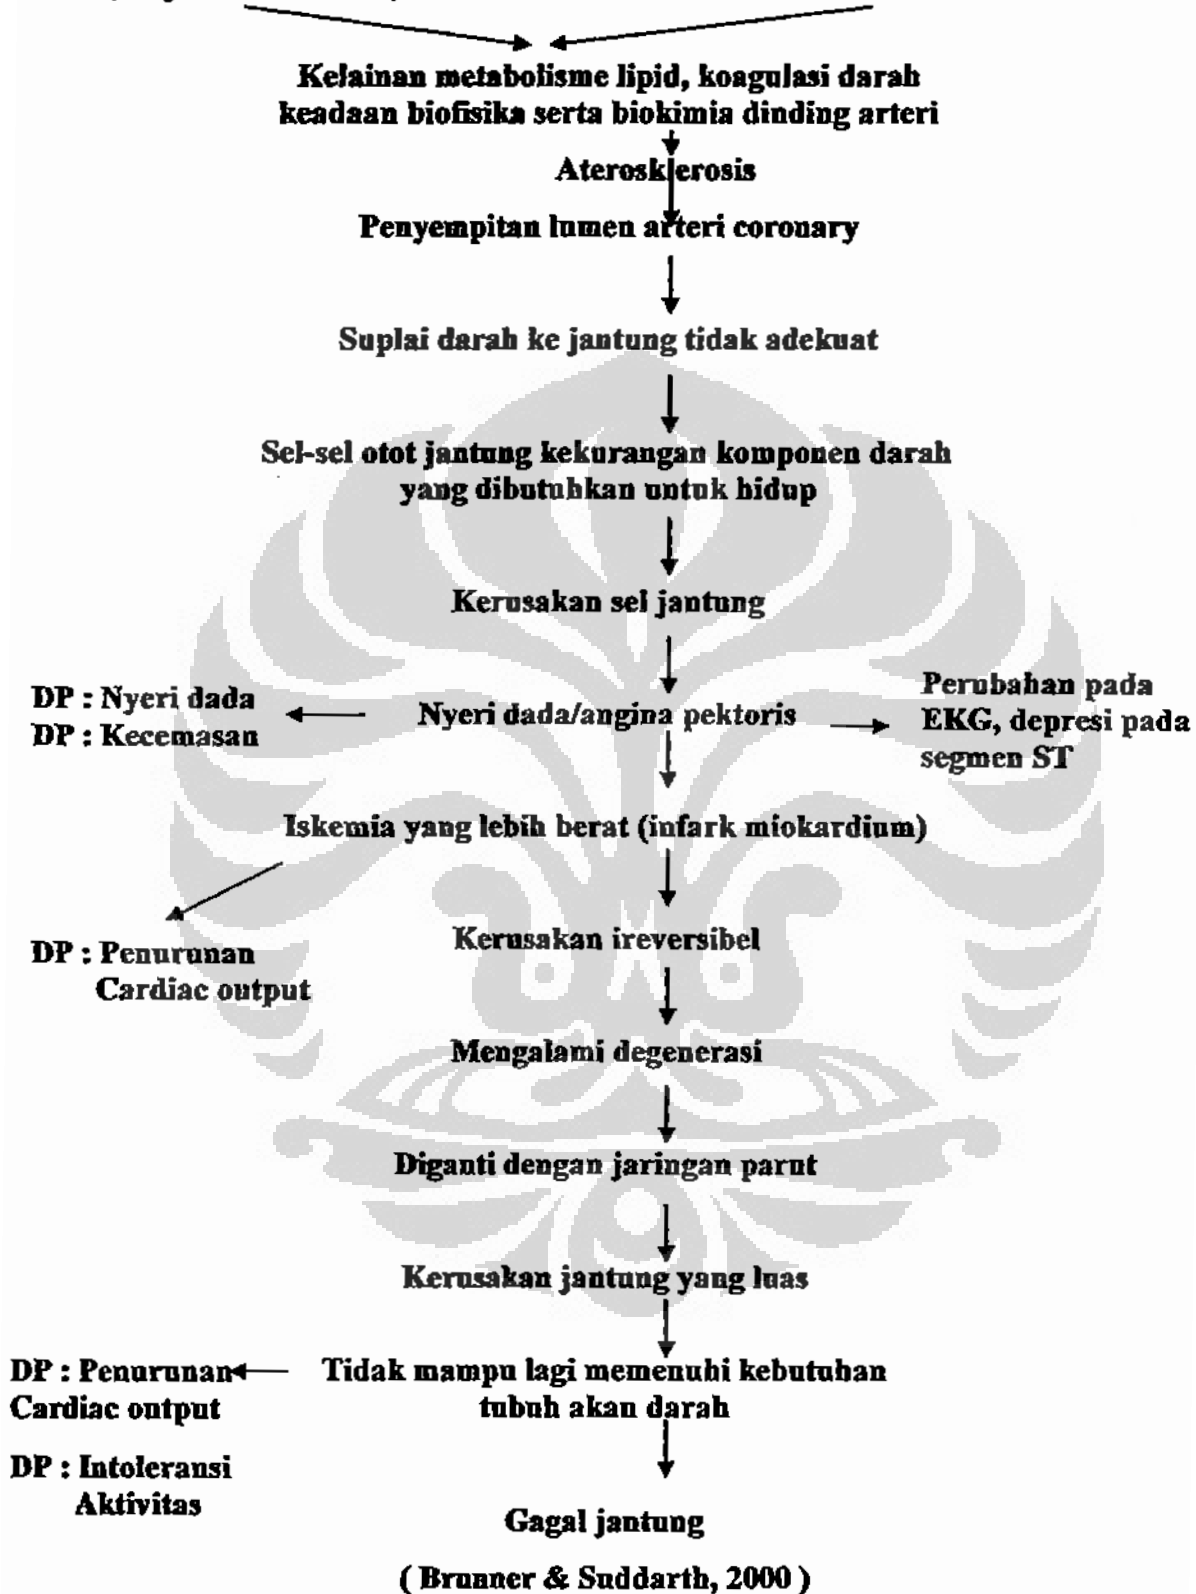 Kelainan metabolisme lipid, koagulasi darah
keadaan biofisika serta biokimia dinding arteri
Aterosklerosis
Penyempitan lumen arteri coronary
Suplai darah ke jantung tidak adekuat
Sel-sel otot jantung kekurangan komponen darah
yang dibutuhkan untuk hidup
Kerusakan sel jantung
DP : Nyeri dada
DP : Kecemasan
Nyeri dada/angina pektoris
Perubahan pada
EKG, depresi pada
segmen ST
Iskemia yang lebih berat (infark miokardium)
DP : Penurunan
Cardiac output
Kerusakan ireversibel
Mengalami degenerasi
Diganti dengan jaringan parut
Kerusakan jantung yang luas
DP : Penurunan
Cardiac output
Tidak mampu lagi memenuhi kebutuhan
tubuh akan darah
DP : Intoleransi
Aktivitas
Gagal jantung
( Brunner & Suddarth, 2000 )